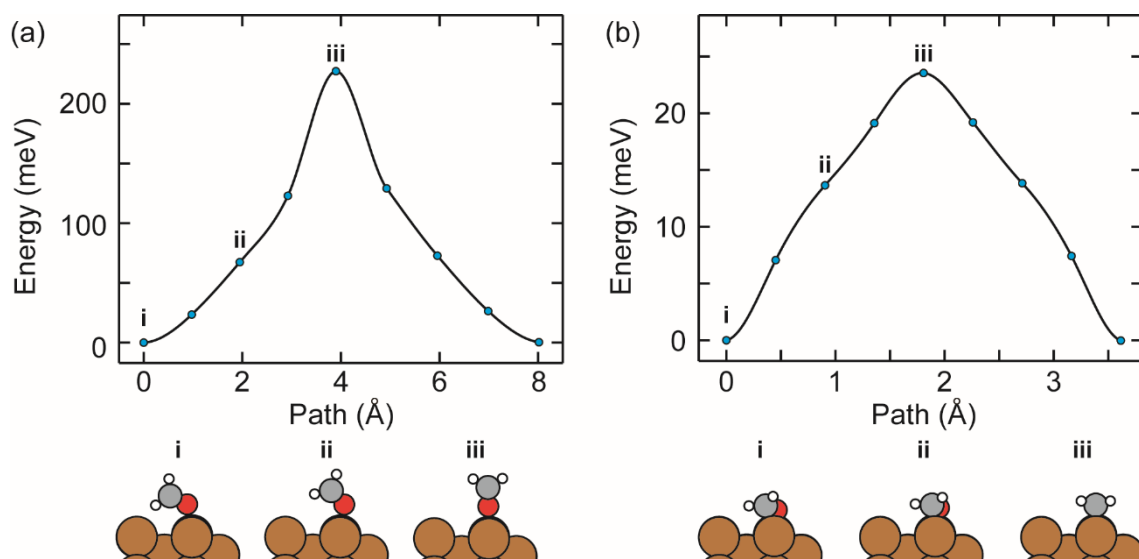 (a)
Energy (meV)
200
100
0
i
ii
iii
0 2 4 6 8
Path (Å)
i ii iii
(b)
Energy (meV)
20
10
0
i
ii
iii
0 1 2 3
Path (Å)
i ii iii